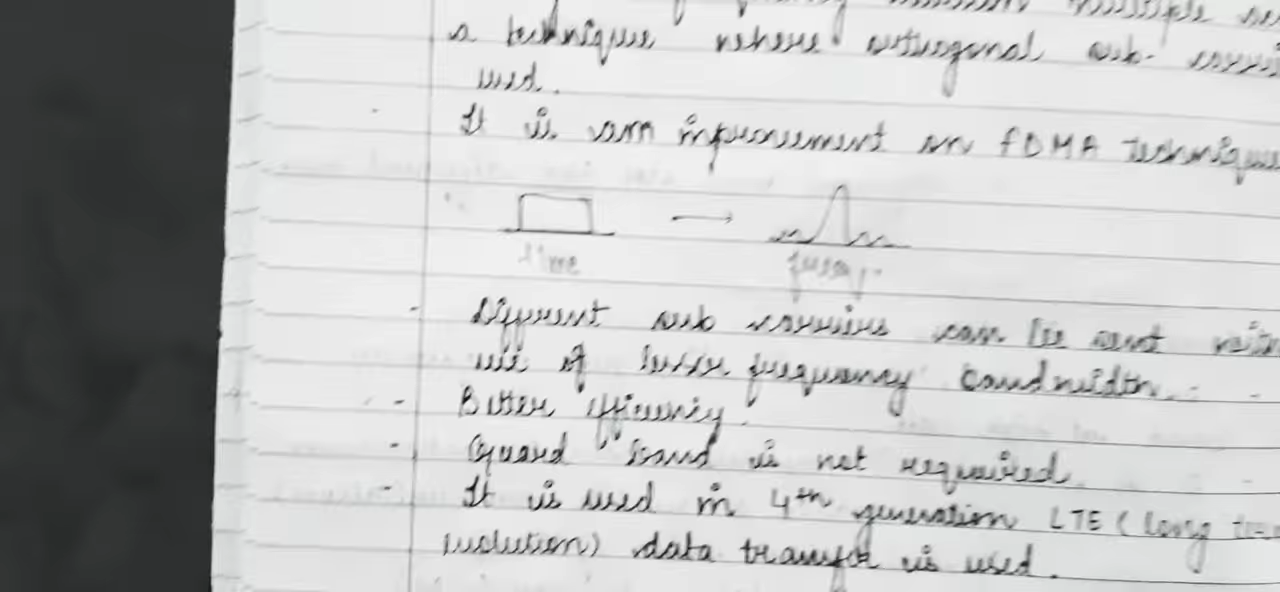 multiple
a technique where orthogonal sub-
used.
It is an improvement on FDMA Technique
time
Different sub carriers can be sent with
use of lesser frequency bandwidth.
- Better efficiency.
- Guard band is not required.
- It is used in 4th generation LTE (long
evolution) data transfer is used.